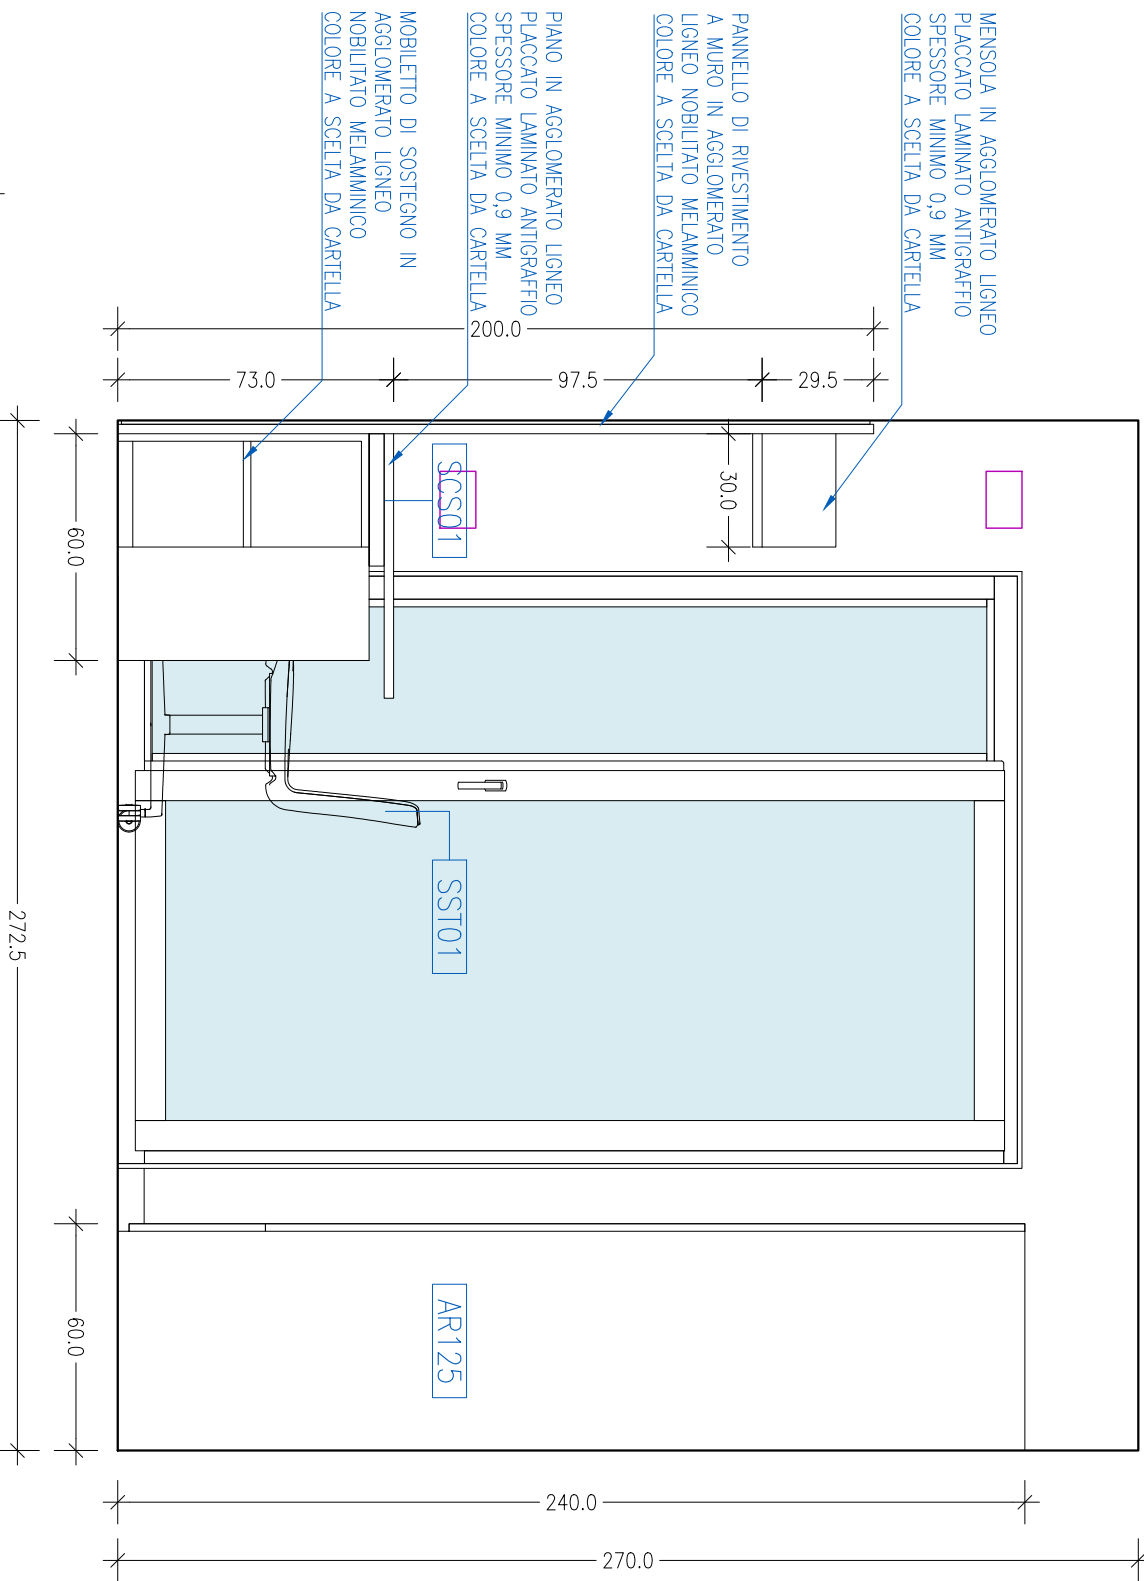 MENSOLA IN AGGLOMERATO LIGNEO
PLACCATO LAMINATO ANTIGRAFFIO
SPESSORE MINIMO 0,9 MM
COLORE A SCELTA DA CARTELLA
PANNELLO DI RIVESTIMENTO
A MURO IN AGGLOMERATO
LIGNEO NOBILITATO MELAMMINICO
COLORE A SCELTA DA CARTELLA
PIANO IN AGGLOMERATO LIGNEO
PLACCATO LAMINATO ANTIGRAFFIO
SPESSORE MINIMO 0,9 MM
COLORE A SCELTA DA CARTELLA
MOBILETTO DI SOSTEGNO IN
AGGLOMERATO LIGNEO
NOBILITATO MELAMMINICO
COLORE A SCELTA DA CARTELLA
200.0
29.5
97.5
73.0
30.0
SCS01
SST01
AR125
60.0
60.0
272.5
240.0
270.0